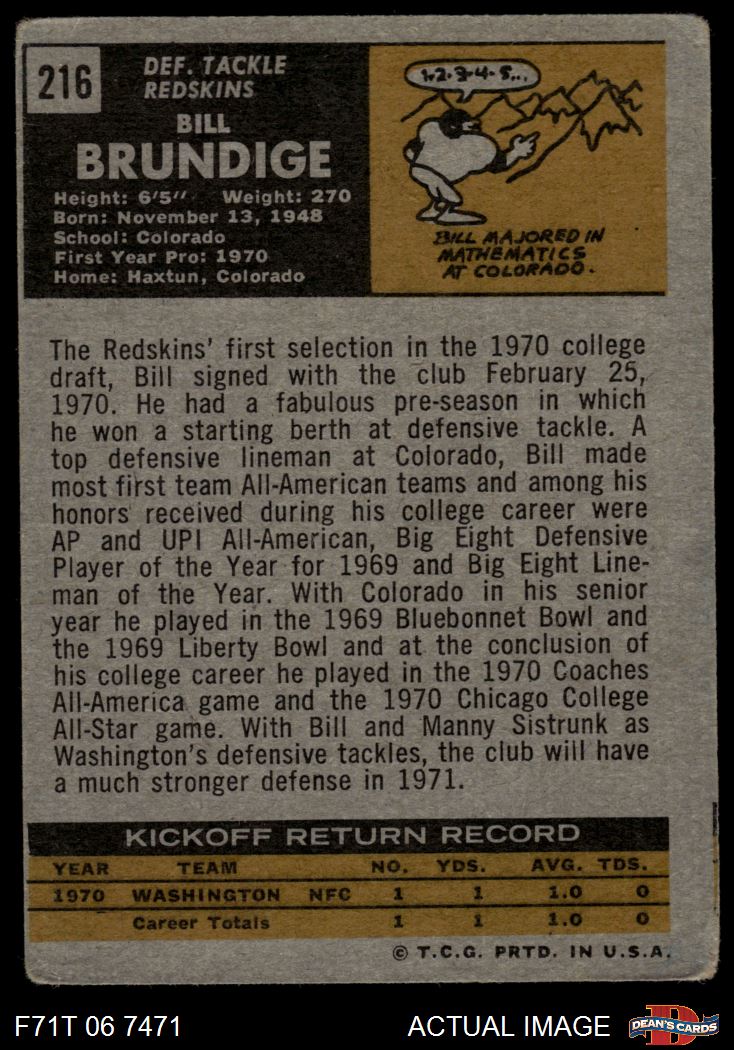 216
DEF. TACKLE
REDSKINS
BILL
BRUNDIGE
Height: 6'5" Weight: 270
Born: November 13, 1948
School: Colorado
First Year Pro: 1970
Home: Haxtun, Colorado
1·2·3·4·5...
BILL MAJORED IN
MATHEMATICS
AT COLORADO.
The Redskins' first selection in the 1970 college
draft, Bill signed with the club February 25,
1970. He had a fabulous pre-season in which
he won a starting berth at defensive tackle. A
top defensive lineman at Colorado, Bill made
most first team All-American teams and among his
honors received during his college career were
AP and UPI All-American, Big Eight Defensive
Player of the Year for 1969 and Big Eight Line-
man of the Year. With Colorado in his senior
year he played in the 1969 Bluebonnet Bowl and
the 1969 Liberty Bowl and at the conclusion of
his college career he played in the 1970 Coaches
All-America game and the 1970 Chicago College
All-Star game. With Bill and Manny Sistrunk as
Washington's defensive tackles, the club will have
a much stronger defense in 1971.
KICKOFF RETURN RECORD
YEAR TEAM NO. YDS. AVG. TDS.
1970 WASHINGTON NFC 1 1 1.0 0
Career Totals 1 1 1.0 0
© T.C.G. PRTD. IN U.S.A.
F71T 06 7471 ACTUAL IMAGE DEAN'S CARDS